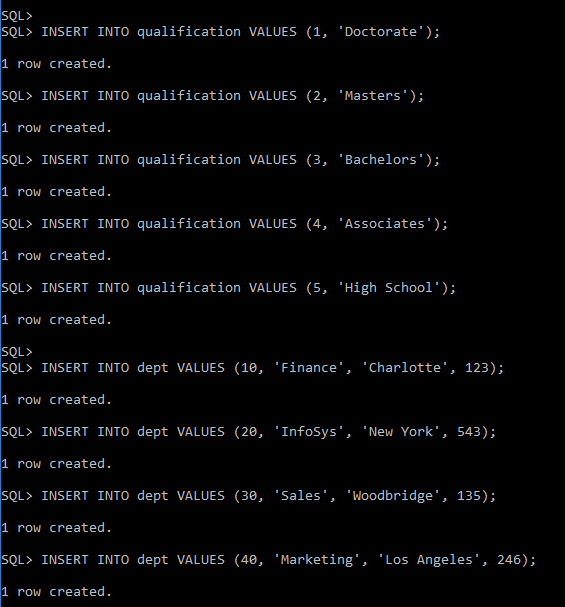 SQL>
SQL> INSERT INTO qualification VALUES (1, 'Doctorate');
1 row created.
SQL> INSERT INTO qualification VALUES (2, 'Masters');
1 row created.
SQL> INSERT INTO qualification VALUES (3, 'Bachelors');
1 row created.
SQL> INSERT INTO qualification VALUES (4, 'Associates');
1 row created.
SQL> INSERT INTO qualification VALUES (5, 'High School');
1 row created.
SQL>
SQL> INSERT INTO dept VALUES (10, 'Finance', 'Charlotte', 123);
1 row created.
SQL> INSERT INTO dept VALUES (20, 'InfoSys', 'New York', 543);
1 row created.
SQL> INSERT INTO dept VALUES (30, 'Sales', 'Woodbridge', 135);
1 row created.
SQL> INSERT INTO dept VALUES (40, 'Marketing', 'Los Angeles', 246);
1 row created.